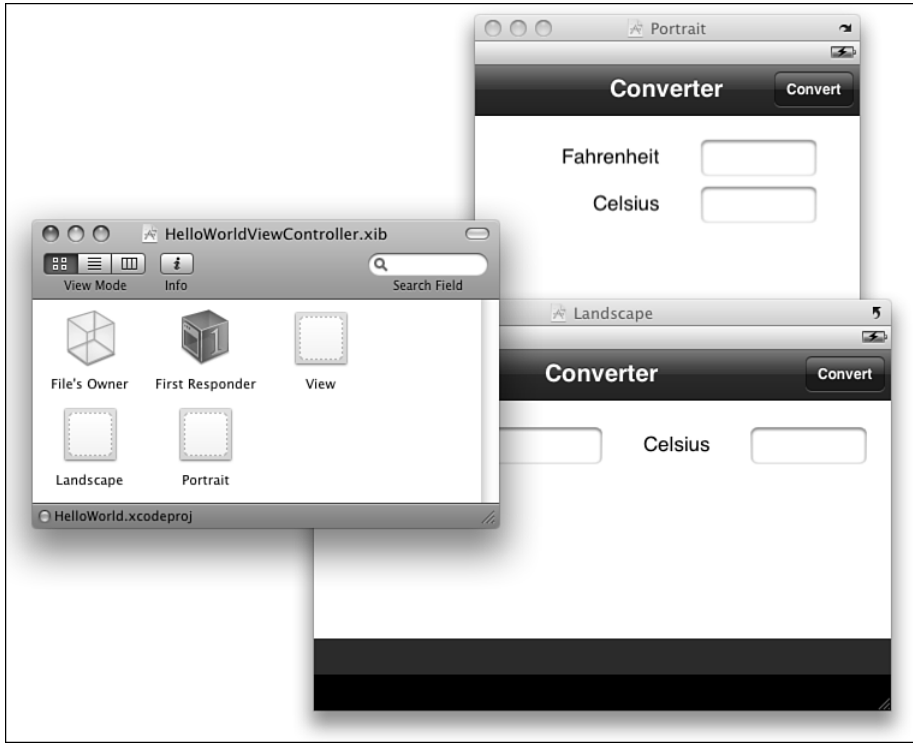 Portrait
Converter
Convert
Fahrenheit
Celsius
HelloWorldViewController.xib
View Mode
Info
Search Field
File's Owner
First Responder
View
Landscape
Portrait
HelloWorld.xcodeproj
Landscape
Converter
Convert
Celsius